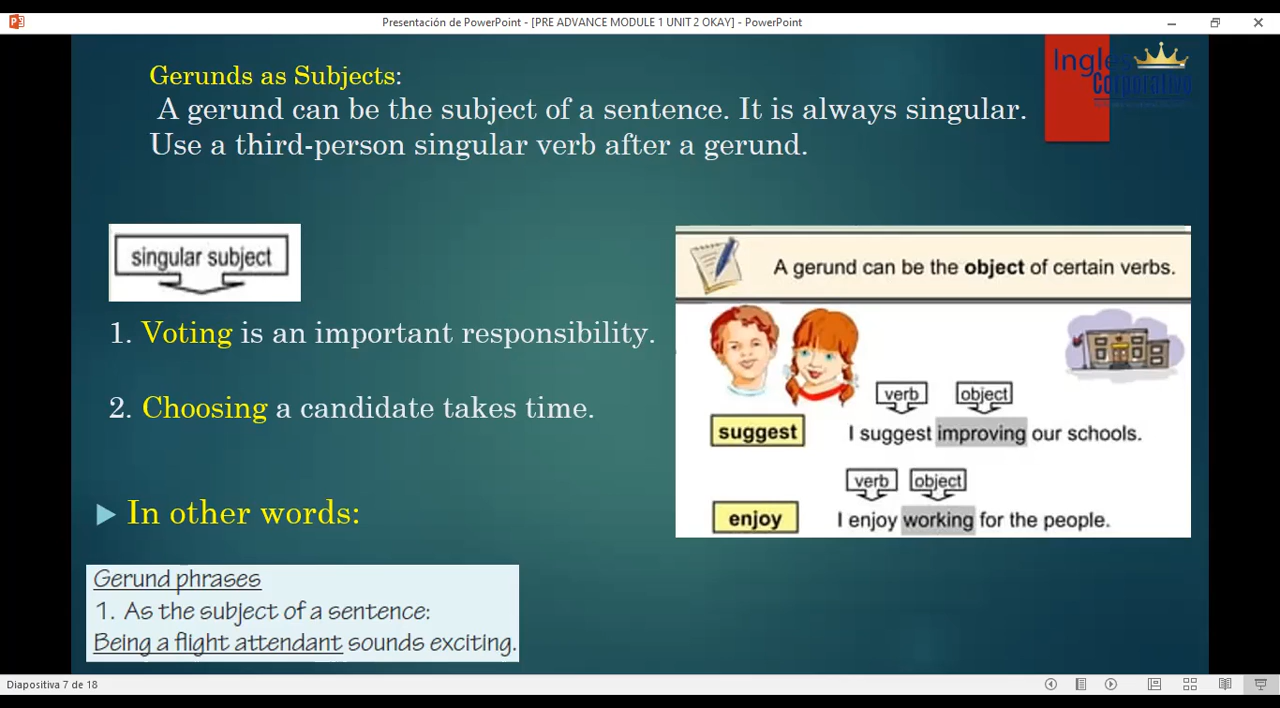 Presentación de PowerPoint - [PRE ADVANCE MODULE 1 UNIT 2 OKAY] - PowerPoint
Gerunds as Subjects:
A gerund can be the subject of a sentence. It is always singular.
Use a third-person singular verb after a gerund.
Ingles
Corporativo
singular subject
1. Voting is an important responsibility.
2. Choosing a candidate takes time.
In other words:
Gerund phrases
1. As the subject of a sentence:
Being a flight attendant sounds exciting.
A gerund can be the object of certain verbs.
verb object
suggest I suggest improving our schools.
verb object
enjoy I enjoy working for the people.
Diapositiva 7 de 18